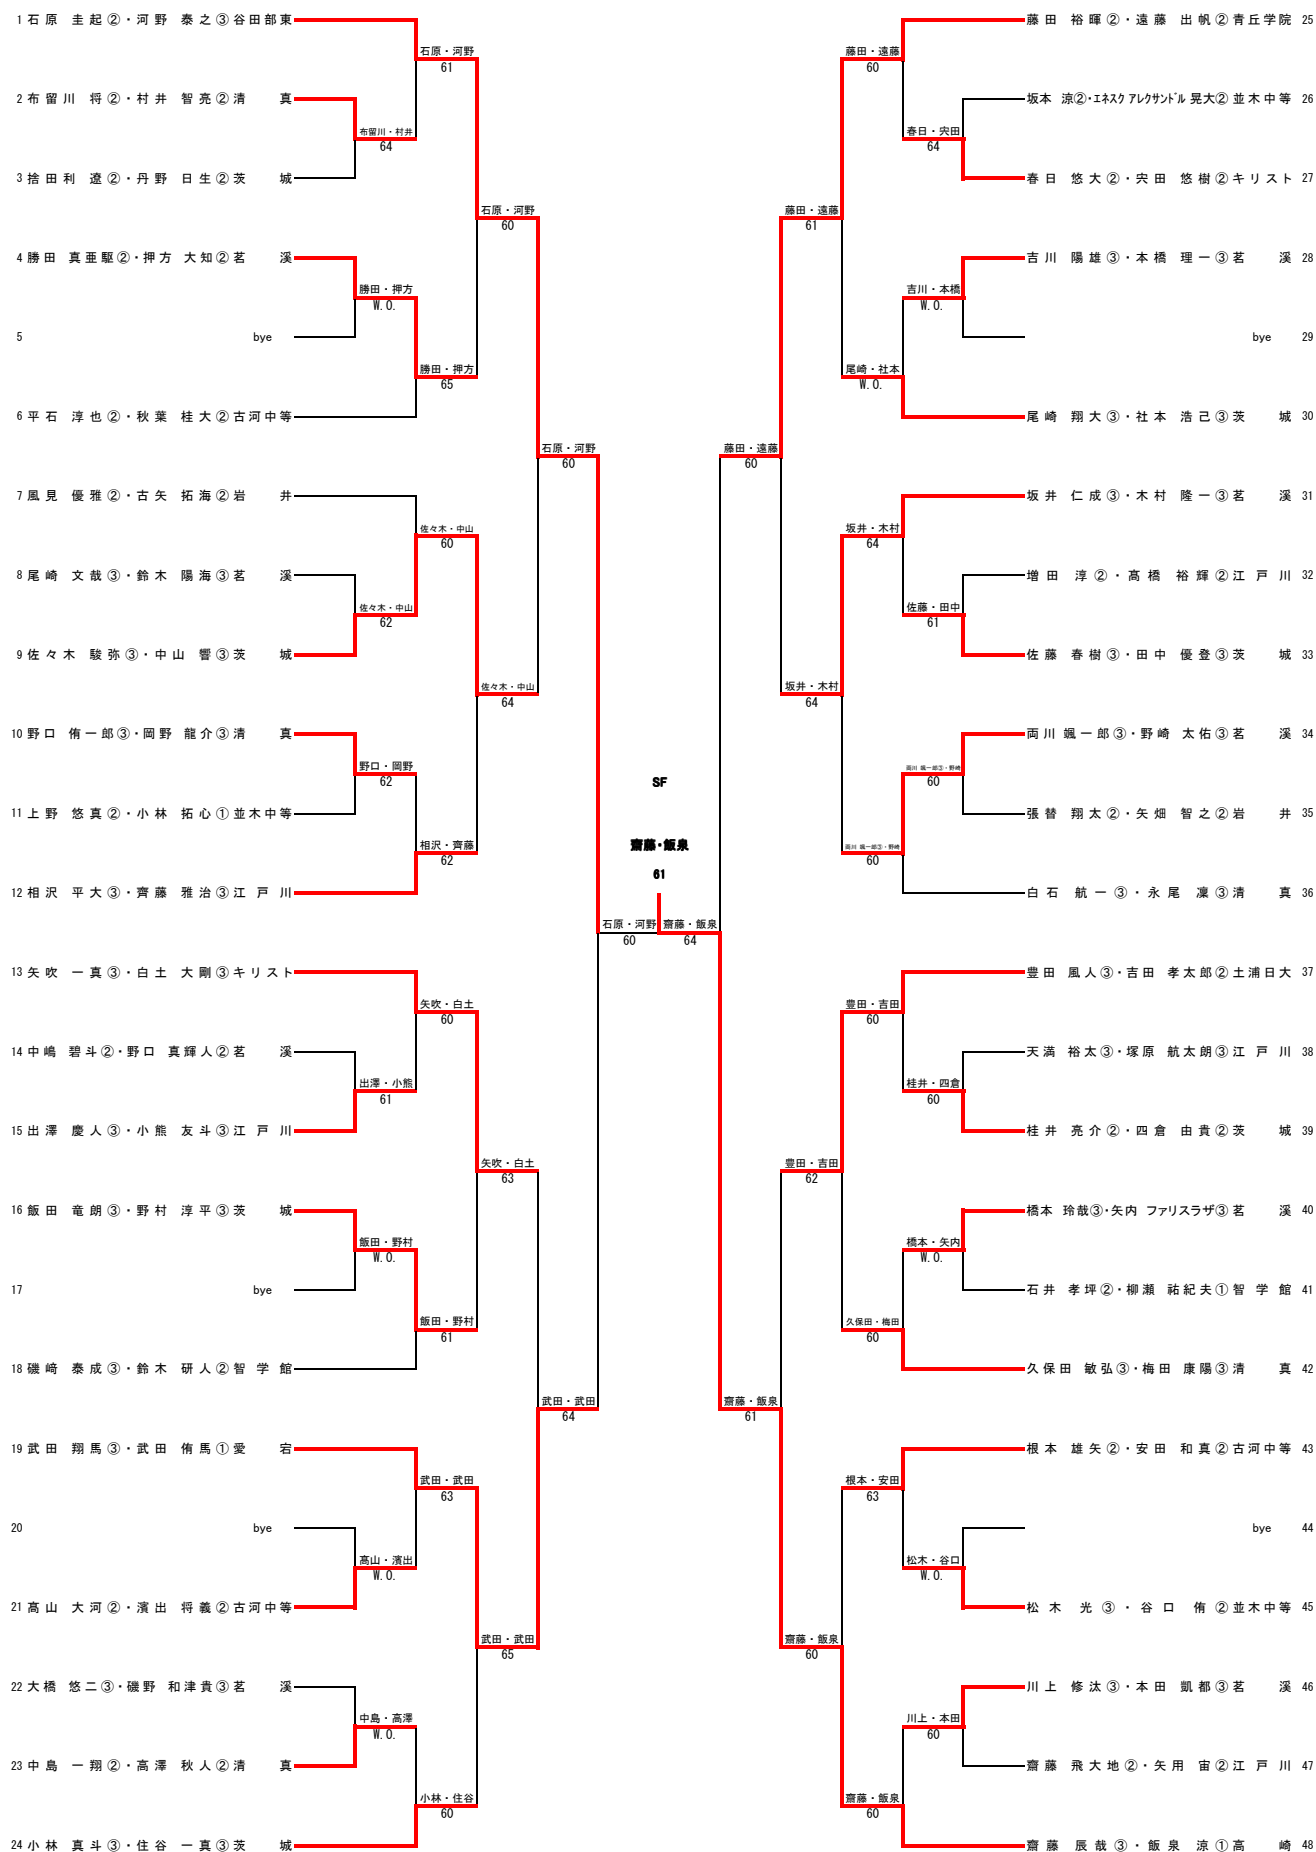 1 石原 圭起②・河野 泰之③ 谷田部東
石原・河野
61
2 布留川 将②・村井 智亮② 清真
布留川・村井
64
3 捨田利 遼②・丹野 日生② 茨城
石原・河野
60
4 勝田 真亜駆②・押方 大知② 茗溪
勝田・押方
W.O.
5 bye
勝田・押方
65
6 平石 淳也②・秋葉 桂大② 古河中等
石原・河野
60
7 風見 優雅②・古矢 拓海② 岩井
佐々木・中山
60
8 尾崎 文哉③・鈴木 陽海③ 茗溪
佐々木・中山
62
9 佐々木 駿弥③・中山 響③ 茨城
佐々木・中山
64
10 野口 侑一郎③・岡野 龍介③ 清真
野口・岡野
62
11 上野 悠真②・小林 拓心① 並木中等
相沢・齊藤
62
12 相沢 平大③・齊藤 雅治③ 江戸川
石原・河野
60
13 矢吹 一真③・白土 大剛③ キリスト
矢吹・白土
60
14 中嶋 碧斗②・野口 真輝人② 茗溪
出澤・小熊
61
15 出澤 慶人③・小熊 友斗③ 江戸川
矢吹・白土
63
16 飯田 竜朗③・野村 淳平③ 茨城
飯田・野村
W.O.
17 bye
飯田・野村
61
18 磯﨑 泰成③・鈴木 研人② 智学館
武田・武田
64
19 武田 翔馬③・武田 侑馬① 愛宕
武田・武田
63
20 bye
高山・濱出
W.O.
21 高山 大河②・濱出 将義② 古河中等
武田・武田
65
22 大橋 悠二③・磯野 和津貴③ 茗溪
中島・高澤
W.O.
23 中島 一翔②・高澤 秋人② 清真
小林・住谷
60
24 小林 真斗③・住谷 一真③ 茨城
SF
齋藤・飯泉
61
藤田 裕暉②・遠藤 出帆② 青丘学院 25
藤田・遠藤
60
坂本 涼②・エネスク アレクサンドル 晃大② 並木中等 26
春日・宍田
64
春日 悠大②・宍田 悠樹② キリスト 27
藤田・遠藤
61
吉川 陽雄③・本橋 理一③ 茗溪 28
吉川・本橋
W.O.
bye 29
尾崎・社本
W.O.
尾崎 翔大③・社本 浩己③ 茨城 30
藤田・遠藤
60
坂井 仁成③・木村 隆一③ 茗溪 31
坂井・木村
64
増田 淳②・髙橋 裕輝② 江戸川 32
佐藤・田中
61
佐藤 春樹③・田中 優登③ 茨城 33
坂井・木村
64
両川 颯一郎③・野崎 太佑③ 茗溪 34
両川 颯一郎③・野崎
60
張替 翔太②・矢畑 智之② 岩井 35
両川 颯一郎③・野崎
60
白石 航一③・永尾 凜③ 清真 36
齋藤・飯泉
64
豊田 風人③・吉田 孝太郎② 土浦日大 37
豊田・吉田
60
天満 裕太③・塚原 航太朗③ 江戸川 38
桂井・四倉
60
桂井 亮介②・四倉 由貴② 茨城 39
豊田・吉田
62
橋本 玲哉③・矢内 ファリスラザ③ 茗溪 40
橋本・矢内
W.O.
石井 孝坪②・柳瀬 祐紀夫① 智学館 41
久保田・梅田
60
久保田 敏弘③・梅田 康陽③ 清真 42
齋藤・飯泉
61
根本 雄矢②・安田 和真② 古河中等 43
根本・安田
63
bye 44
松木・谷口
W.O.
松木 光③・谷口 侑② 並木中等 45
齋藤・飯泉
60
川上 修汰③・本田 凱都③ 茗溪 46
川上・本田
60
齋藤 飛大地②・矢用 宙② 江戸川 47
齋藤・飯泉
60
齋藤 辰哉③・飯泉 涼① 高崎 48